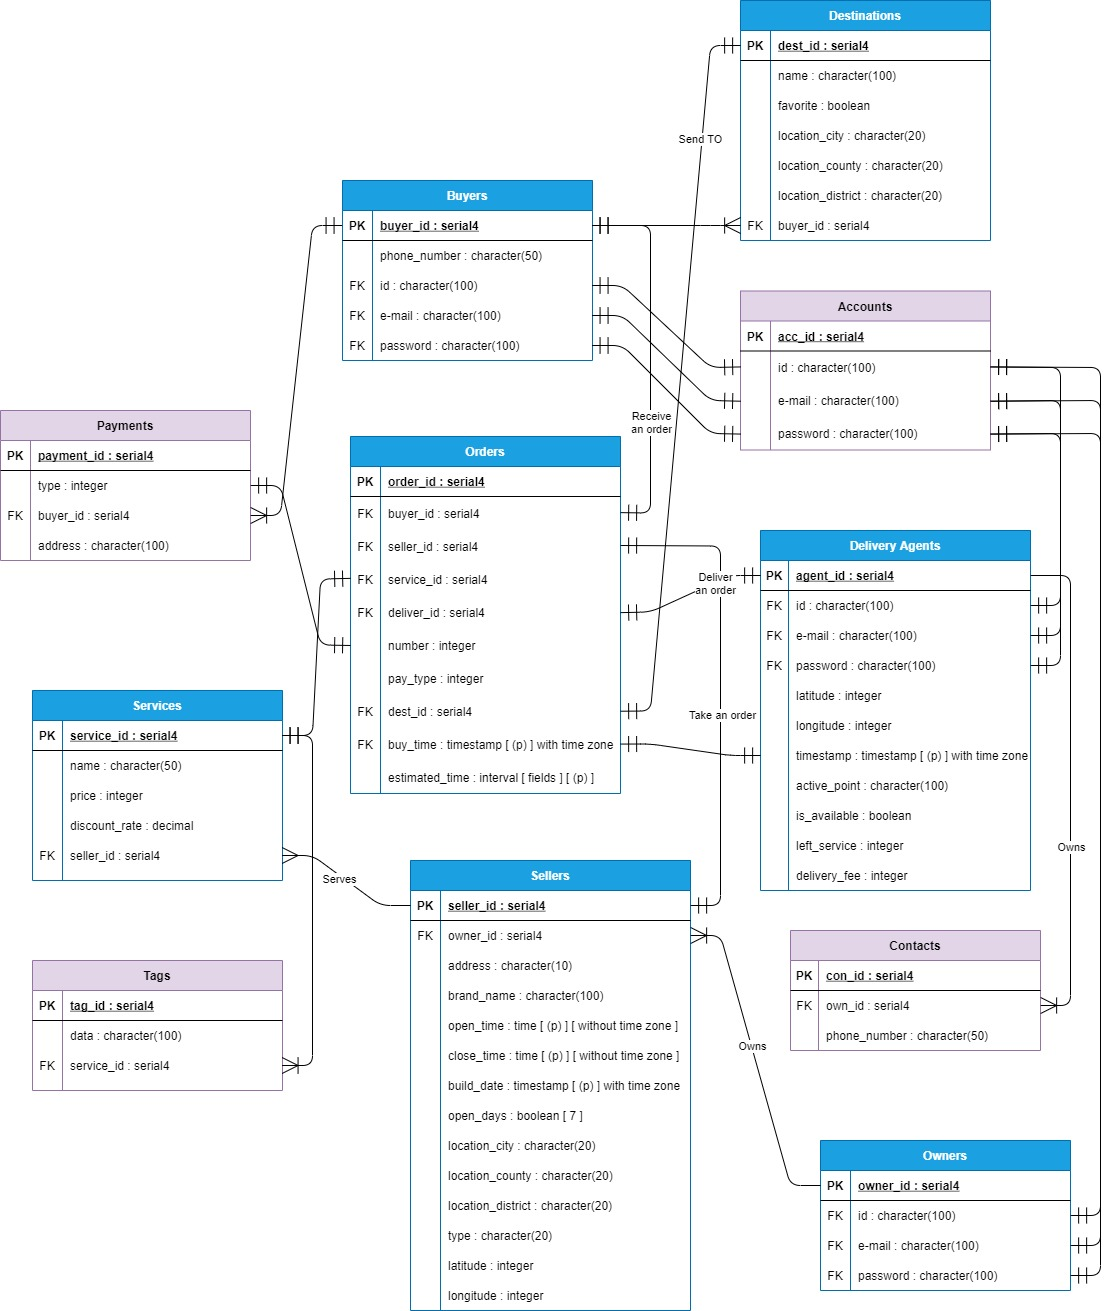 Destinations
PK dest_id : serial4
name : character(100)
favorite : boolean
location_city : character(20)
location_county : character(20)
location_district : character(20)
FK buyer_id : serial4
Send TO
Buyers
PK buyer_id : serial4
phone_number : character(50)
FK id : character(100)
FK e-mail : character(100)
FK password : character(100)
Accounts
PK acc_id : serial4
id : character(100)
e-mail : character(100)
password : character(100)
Receive
an order
Payments
PK payment_id : serial4
type : integer
FK buyer_id : serial4
address : character(100)
Orders
PK order_id : serial4
FK buyer_id : serial4
FK seller_id : serial4
FK service_id : serial4
FK deliver_id : serial4
number : integer
pay_type : integer
FK dest_id : serial4
FK buy_time : timestamp [ (p) ] with time zone
estimated_time : interval [ fields ] [ (p) ]
Deliver
an order
Take an order
Delivery Agents
PK agent_id : serial4
FK id : character(100)
FK e-mail : character(100)
FK password : character(100)
latitude : integer
longitude : integer
timestamp : timestamp [ (p) ] with time zone
active_point : character(100)
is_available : boolean
left_service : integer
delivery_fee : integer
Owns
Services
PK service_id : serial4
name : character(50)
price : integer
discount_rate : decimal
FK seller_id : serial4
Serves
Sellers
PK seller_id : serial4
FK owner_id : serial4
address : character(10)
brand_name : character(100)
open_time : time [ (p) ] [ without time zone ]
close_time : time [ (p) ] [ without time zone ]
build_date : timestamp [ (p) ] with time zone
open_days : boolean [ 7 ]
location_city : character(20)
location_county : character(20)
location_district : character(20)
type : character(20)
latitude : integer
longitude : integer
Contacts
PK con_id : serial4
FK own_id : serial4
phone_number : character(50)
Tags
PK tag_id : serial4
data : character(100)
FK service_id : serial4
Owns
Owners
PK owner_id : serial4
FK id : character(100)
FK e-mail : character(100)
FK password : character(100)